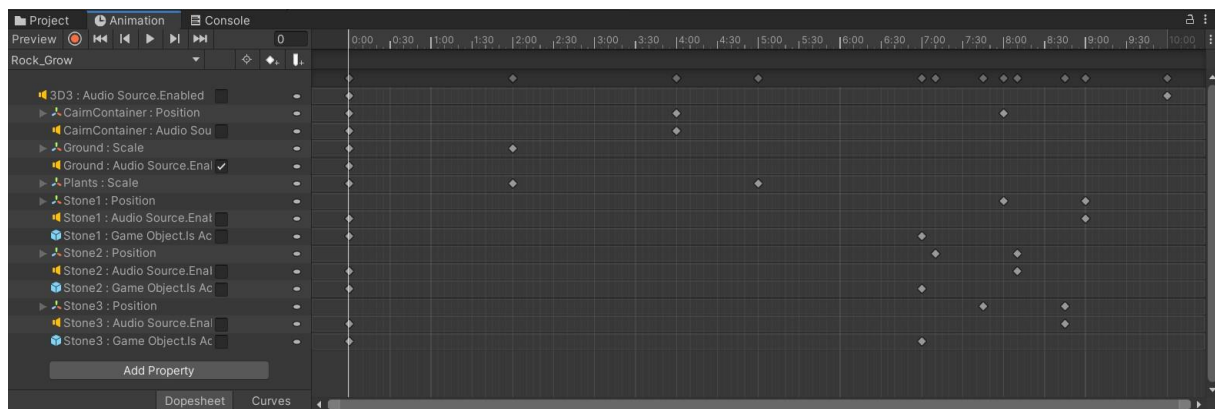 Project Animation Console
Preview 0 0:00 0:30 1:00 1:30 2:00 2:30 3:00 3:30 4:00 4:30 5:00 5:30 6:00 6:30 7:00 7:30 8:00 8:30 9:00 9:30 10:00
Rock_Grow
3D3 : Audio Source.Enabled
CairnContainer : Position
CairnContainer : Audio Sou
Ground : Scale
Ground : Audio Source.Enal
Plants : Scale
Stone1 : Position
Stone1 : Audio Source.Enal
Stone1 : Game Object.Is Ac
Stone2 : Position
Stone2 : Audio Source.Enal
Stone2 : Game Object.Is Ac
Stone3 : Position
Stone3 : Audio Source.Enal
Stone3 : Game Object.Is Ac
Add Property
Dopesheet Curves